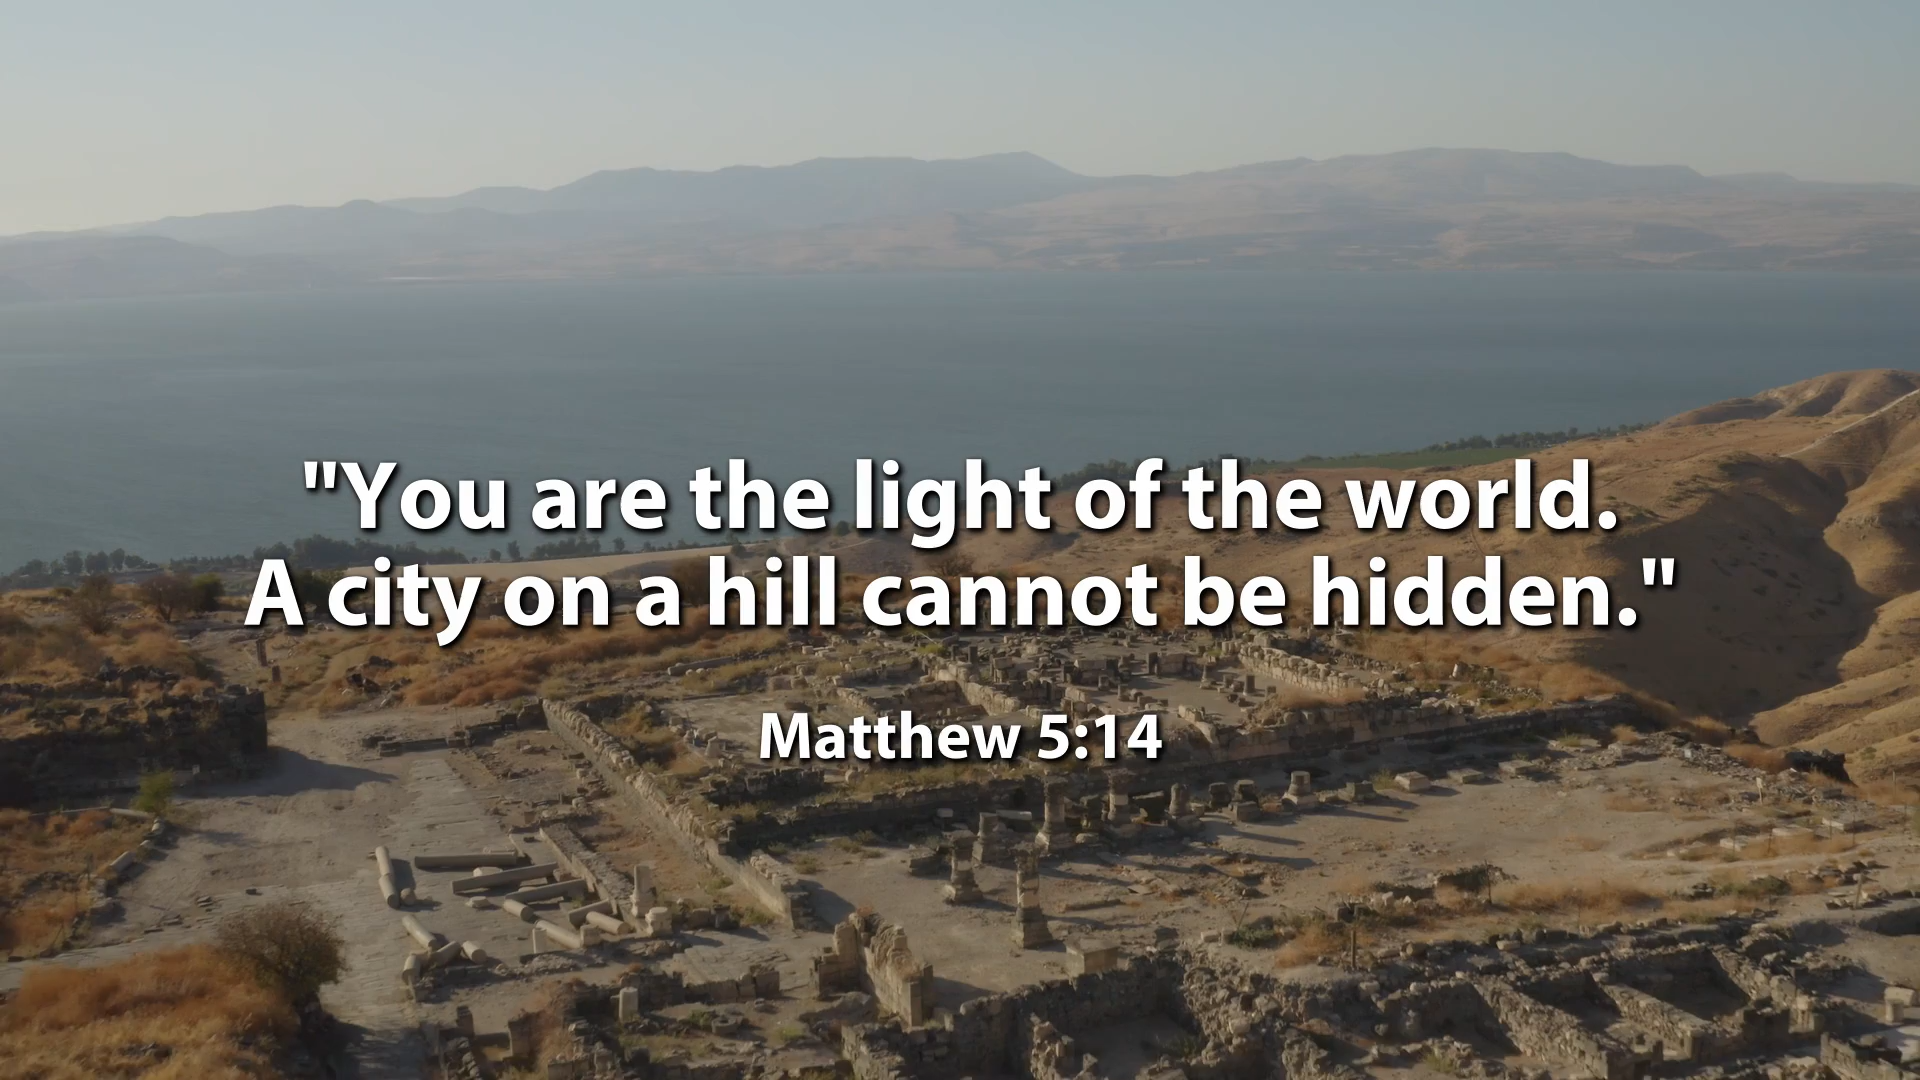 "You are the light of the world.
A city on a hill cannot be hidden."
Matthew 5:14